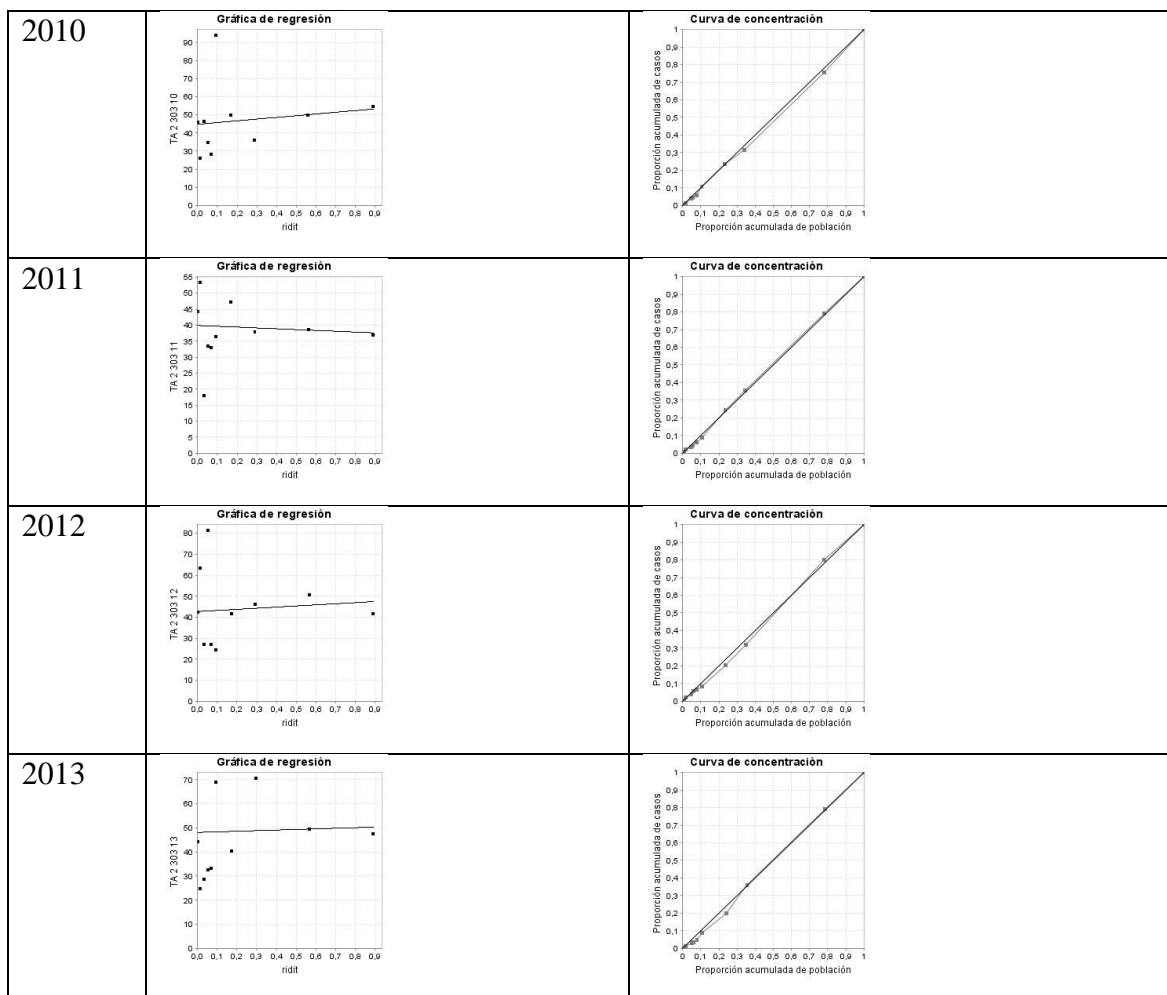 2010
Gráfica de regresión
TA 2 303 10
90
80
70
60
50
40
30
20
10
0
0,0 0,1 0,2 0,3 0,4 0,5 0,6 0,7 0,8 0,9
ridit
Curva de concentración
Proporción acumulada de casos
1
0,9
0,8
0,7
0,6
0,5
0,4
0,3
0,2
0,1
0
0 0,1 0,2 0,3 0,4 0,5 0,6 0,7 0,8 0,9 1
Proporción acumulada de población
2011
Gráfica de regresión
TA 2 303 11
55
50
45
40
35
30
25
20
15
10
5
0
0,0 0,1 0,2 0,3 0,4 0,5 0,6 0,7 0,8 0,9
ridit
Curva de concentración
Proporción acumulada de casos
1
0,9
0,8
0,7
0,6
0,5
0,4
0,3
0,2
0,1
0
0 0,1 0,2 0,3 0,4 0,5 0,6 0,7 0,8 0,9 1
Proporción acumulada de población
2012
Gráfica de regresión
TA 2 303 12
80
70
60
50
40
30
20
10
0
0,0 0,1 0,2 0,3 0,4 0,5 0,6 0,7 0,8 0,9
ridit
Curva de concentración
Proporción acumulada de casos
1
0,9
0,8
0,7
0,6
0,5
0,4
0,3
0,2
0,1
0
0 0,1 0,2 0,3 0,4 0,5 0,6 0,7 0,8 0,9 1
Proporción acumulada de población
2013
Gráfica de regresión
TA 2 303 13
70
60
50
40
30
20
10
0
0,0 0,1 0,2 0,3 0,4 0,5 0,6 0,7 0,8 0,9
ridit
Curva de concentración
Proporción acumulada de casos
1
0,9
0,8
0,7
0,6
0,5
0,4
0,3
0,2
0,1
0
0 0,1 0,2 0,3 0,4 0,5 0,6 0,7 0,8 0,9 1
Proporción acumulada de población